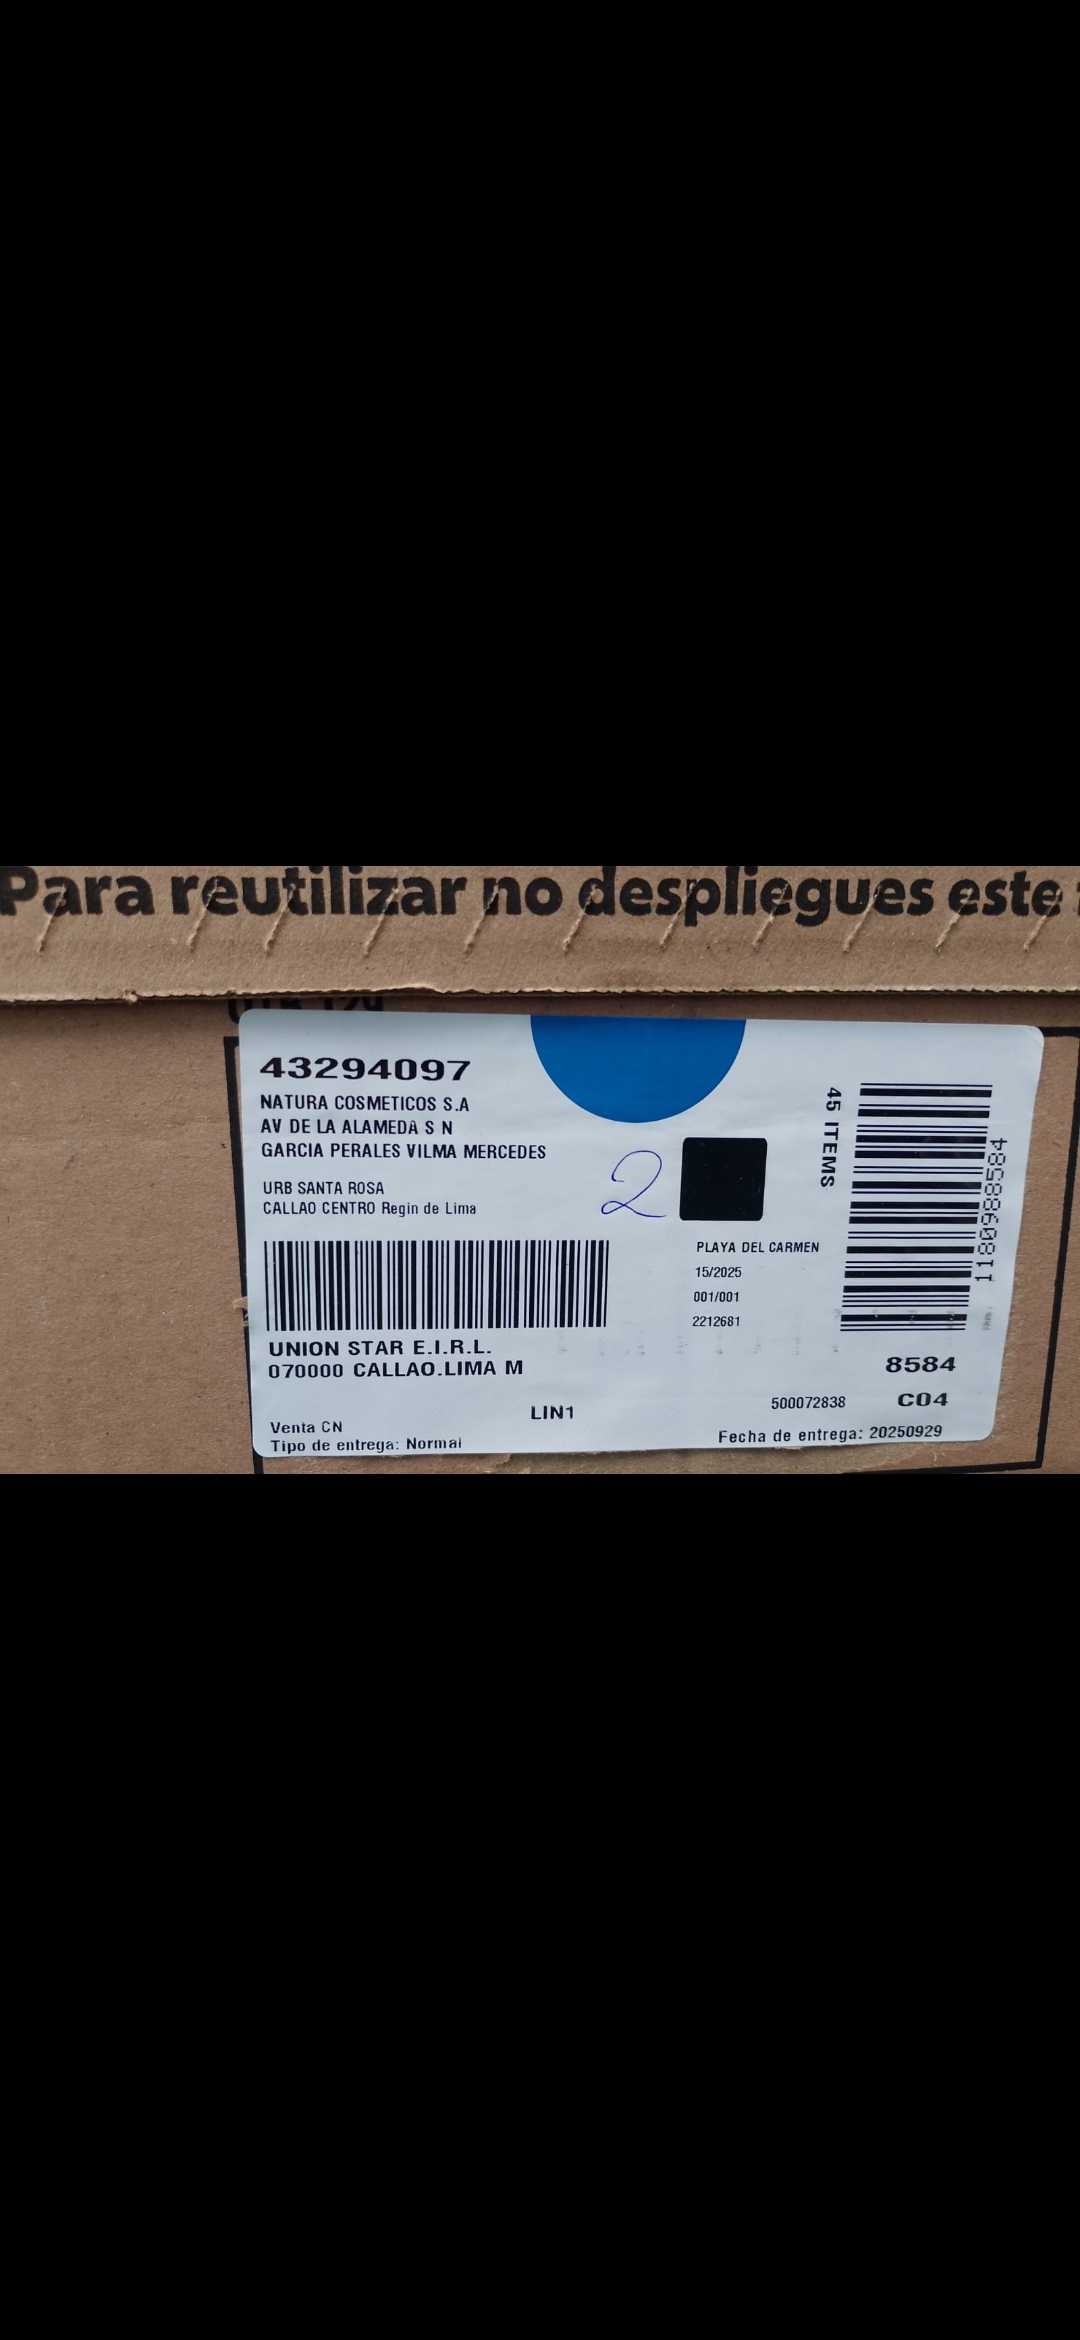 Para reutilizar no despliegues este
43294097
NATURA COSMETICOS S.A
AV DE LA ALAMEDA S N
GARCIA PERALES VILMA MERCEDES
URB SANTA ROSA
CALLAO CENTRO Regin de Lima
2
45 ITEMS
1180988584
PLAYA DEL CARMEN
15/2025
001/001
2212681
UNION STAR E.I.R.L.
070000 CALLAO.LIMA M
8584
500072838 C04
LIN1
Venta CN
Tipo de entrega: Normal
Fecha de entrega: 20250929